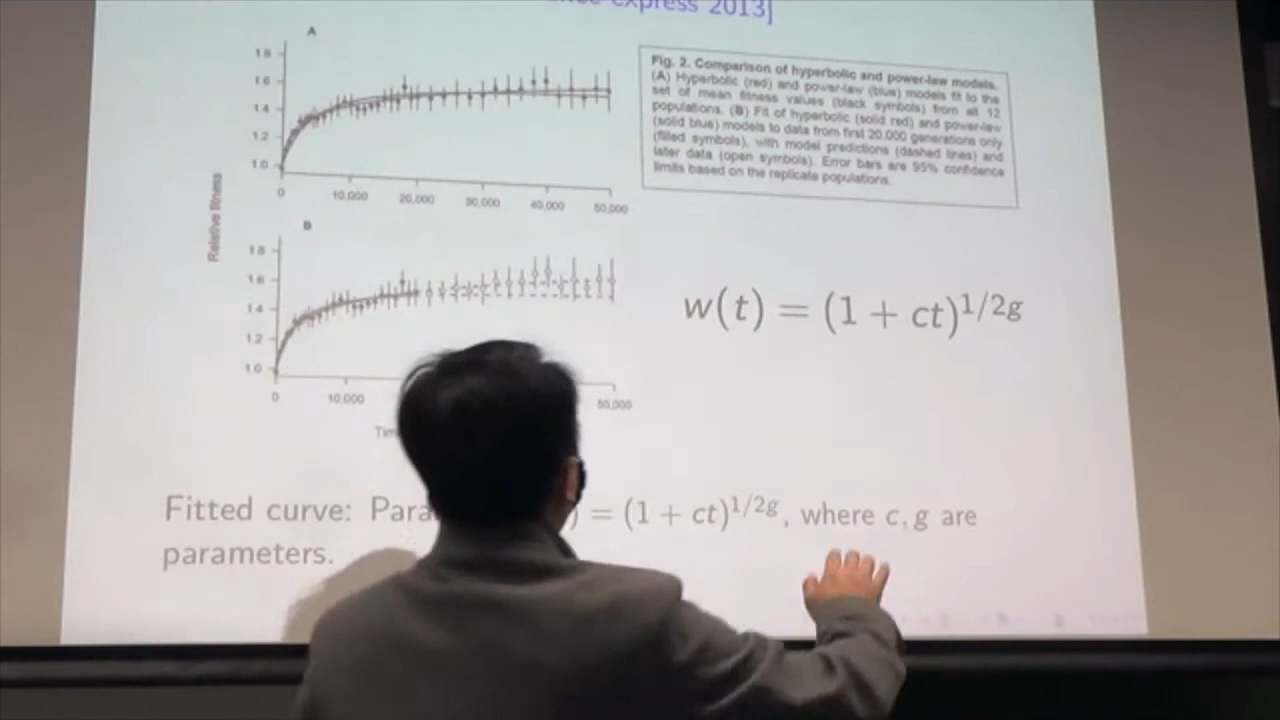 ence express 2013]
A
1.8
1.6
1.4
1.2
1.0
0 10,000 20,000 30,000 40,000 50,000
Fig. 2. Comparison of hyperbolic and power-law models.
(A) Hyperbolic (red) and power-law (blue) models fit to the
set of mean fitness values (black symbols) from all 12
populations. (B) Fit of hyperbolic (solid red) and power-law
(solid blue) models to data from first 20,000 generations only
(filled symbols), with model predictions (dashed lines) and
later data (open symbols). Error bars are 95% confidence
limits based on the replicate populations.
Relative fitness
B
1.8
1.6
1.4
1.2
1.0
0 10,000 50,000
w(t) = (1 + ct)^{1/2g}
Fitted curve: Para ) = (1 + ct)^{1/2g}, where c, g are
parameters.